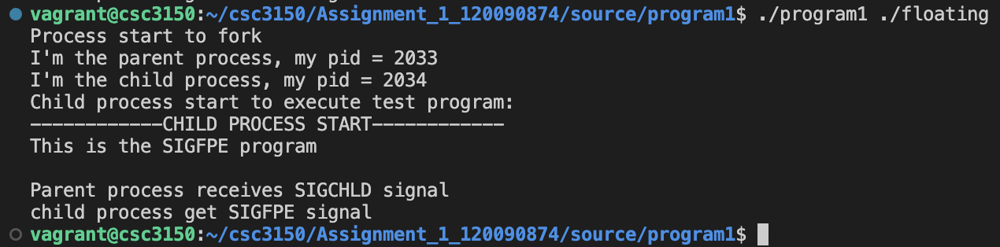 vagrant@csc3150:~/csc3150/Assignment_1_120090874/source/program1$ ./program1 ./floating
Process start to fork
I'm the parent process, my pid = 2033
I'm the child process, my pid = 2034
Child process start to execute test program:
------------CHILD PROCESS START------------
This is the SIGFPE program

Parent process receives SIGCHLD signal
child process get SIGFPE signal
vagrant@csc3150:~/csc3150/Assignment_1_120090874/source/program1$